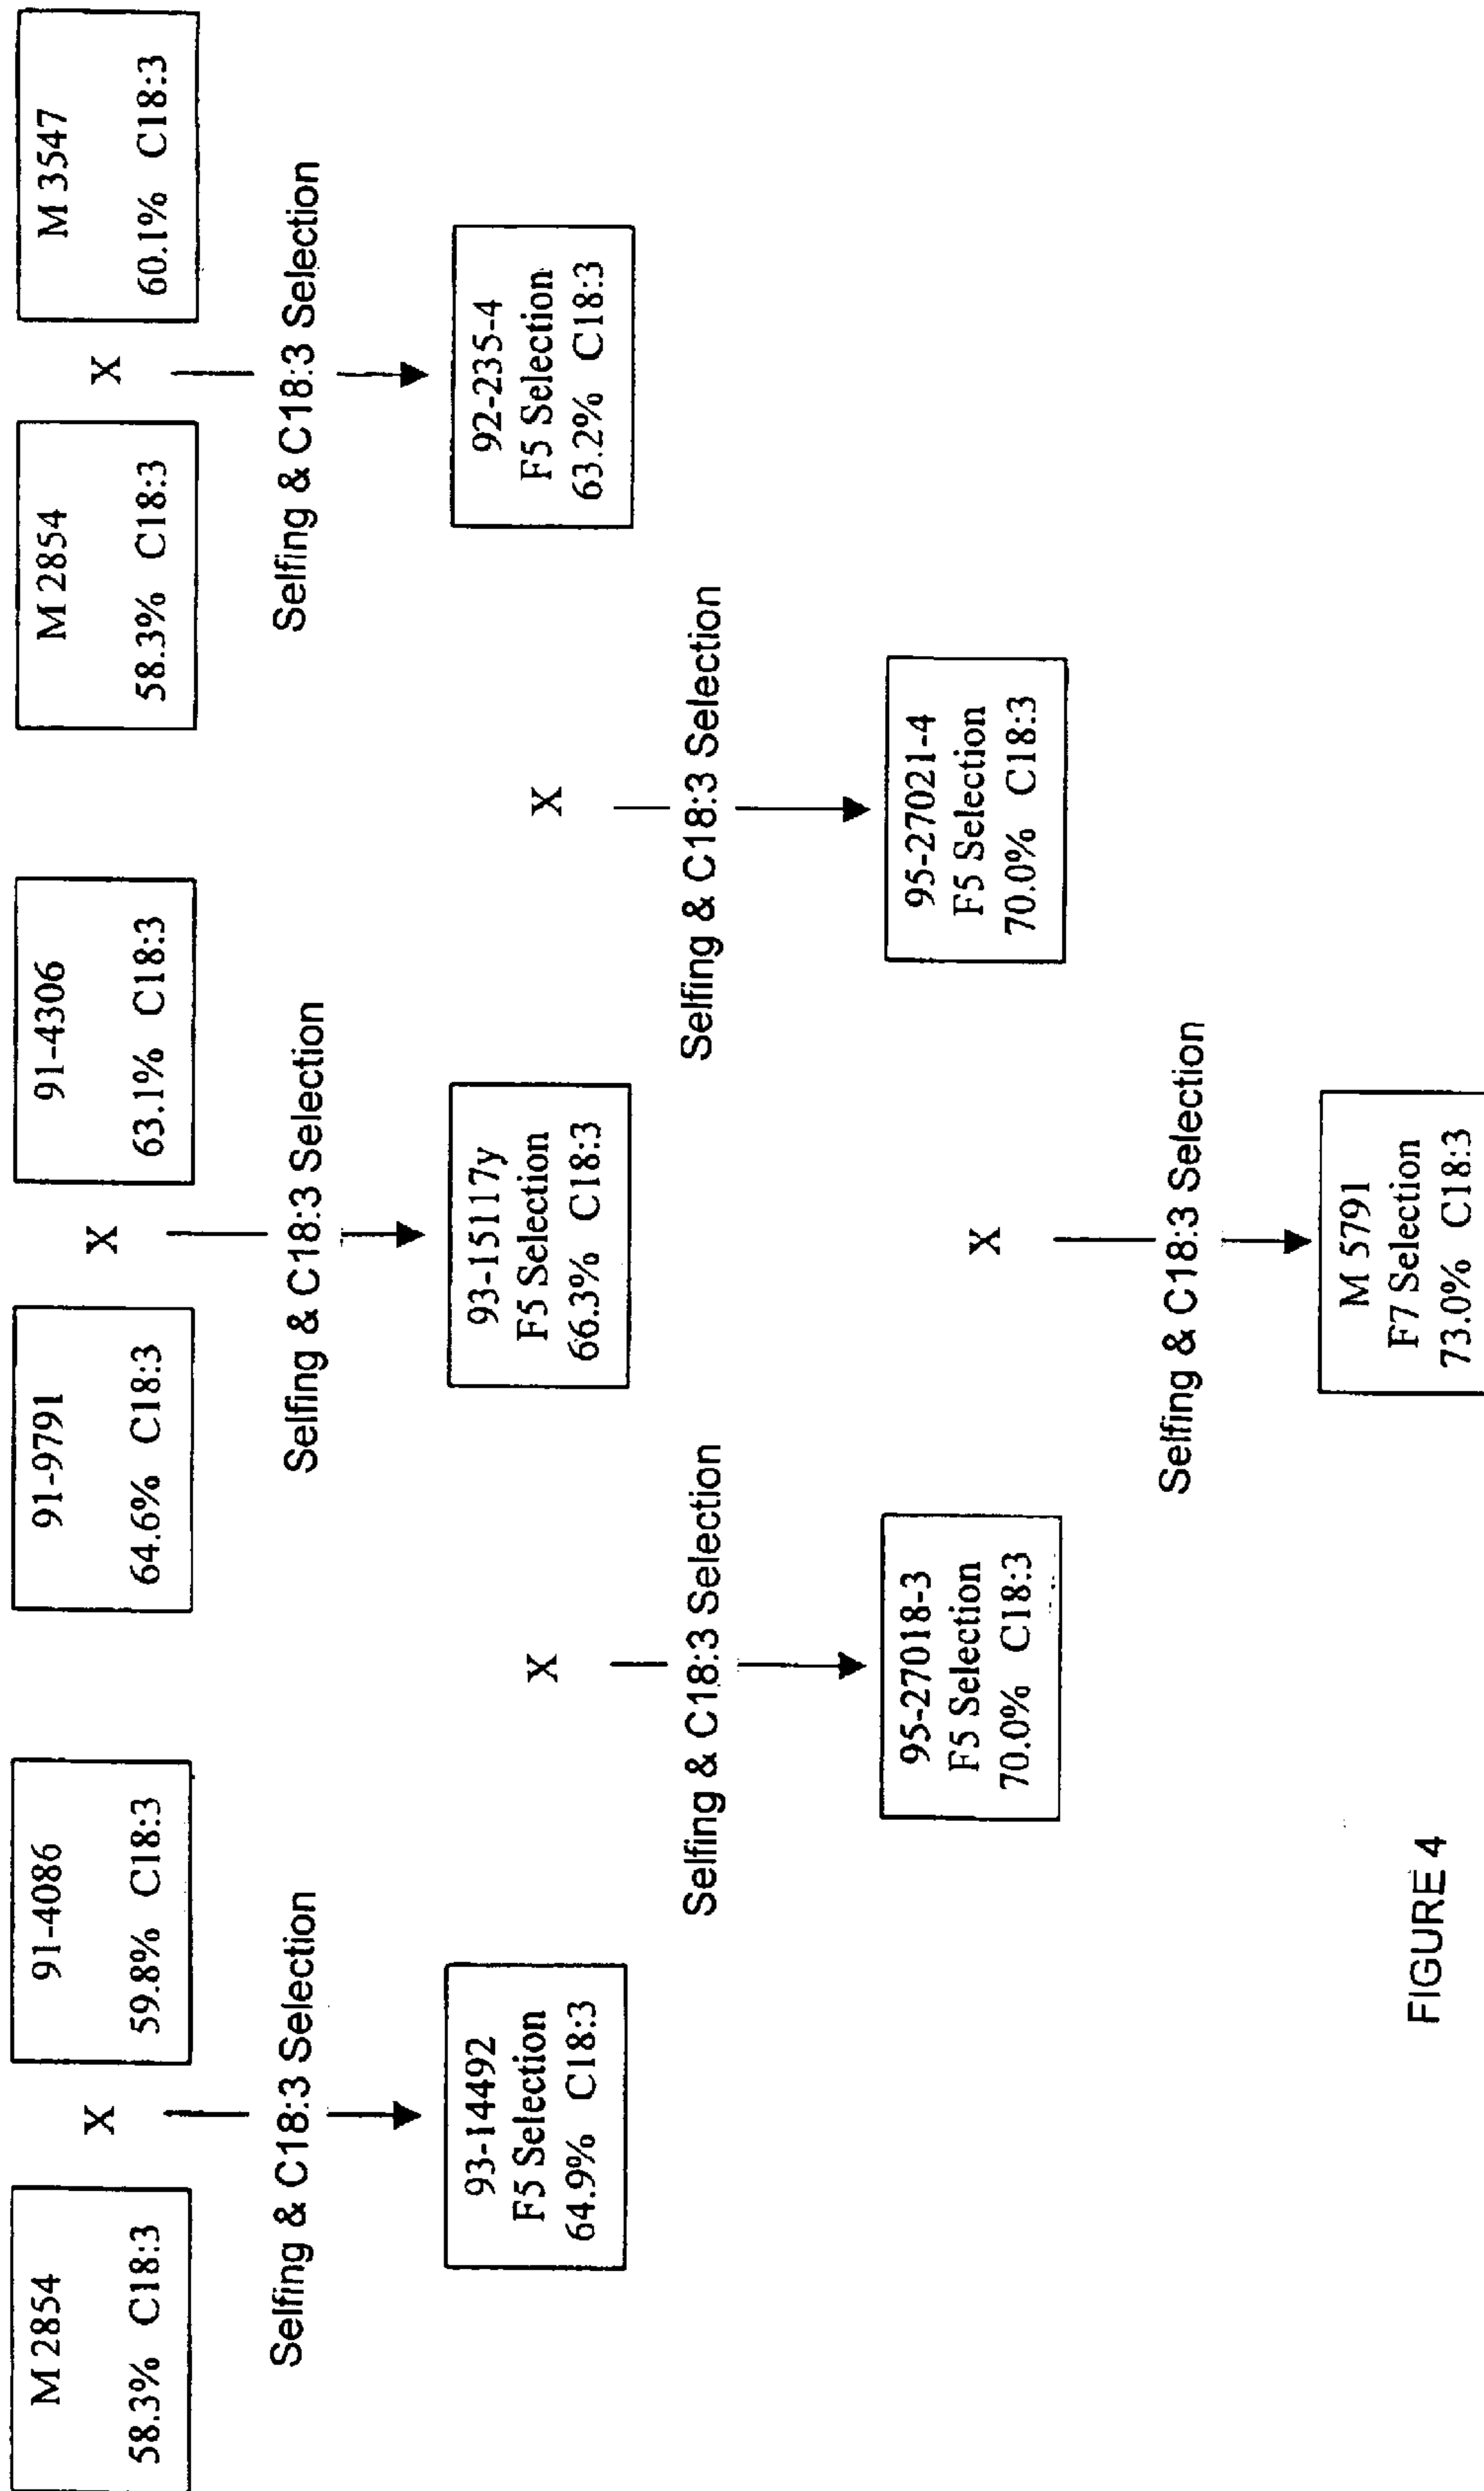 M 2854
58.3% C18:3
X
91-4086
59.8% C18:3
91-9791
64.6% C18:3
X
91-4306
63.1% C18:3
M 2854
58.3% C18:3
X
M 3547
60.1% C18:3
Selfing & C18:3 Selection
Selfing & C18:3 Selection
Selfing & C18:3 Selection
93-14492
F5 Selection
64.9% C18:3
X
93-15117y
F5 Selection
66.3% C18:3
X
92-235-4
F5 Selection
63.2% C18:3
Selfing & C18:3 Selection
Selfing & C18:3 Selection
95-27018-3
F5 Selection
70.0% C18:3
X
95-27021-4
F5 Selection
70.0% C18:3
Selfing & C18:3 Selection
M 5791
F7 Selection
73.0% C18:3
FIGURE 4